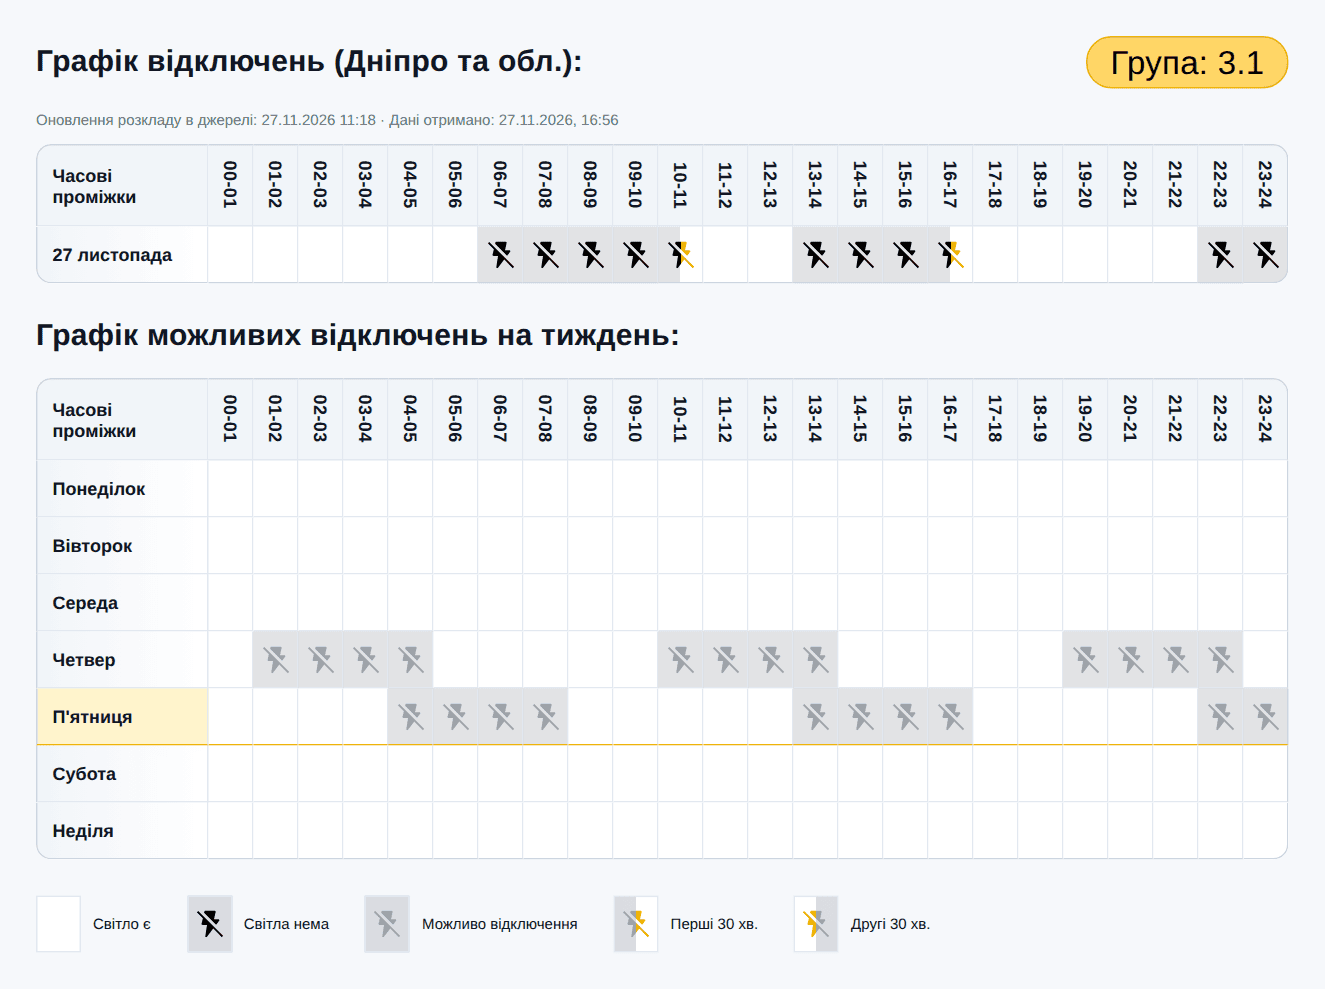 Графік відключень (Дніпро та обл.):
Група: 3.1
Оновлення розкладу в джерелі: 27.11.2026 11:18 · Дані отримано: 27.11.2026, 16:56
Часові проміжки 00-01 01-02 02-03 03-04 04-05 05-06 06-07 07-08 08-09 09-10 10-11 11-12 12-13 13-14 14-15 15-16 16-17 17-18 18-19 19-20 20-21 21-22 22-23 23-24
27 листопада
Графік можливих відключень на тиждень:
Часові проміжки 00-01 01-02 02-03 03-04 04-05 05-06 06-07 07-08 08-09 09-10 10-11 11-12 12-13 13-14 14-15 15-16 16-17 17-18 18-19 19-20 20-21 21-22 22-23 23-24
Понеділок
Вівторок
Середа
Четвер
П'ятниця
Субота
Неділя
Світло є Світла нема Можливо відключення Перші 30 хв. Другі 30 хв.